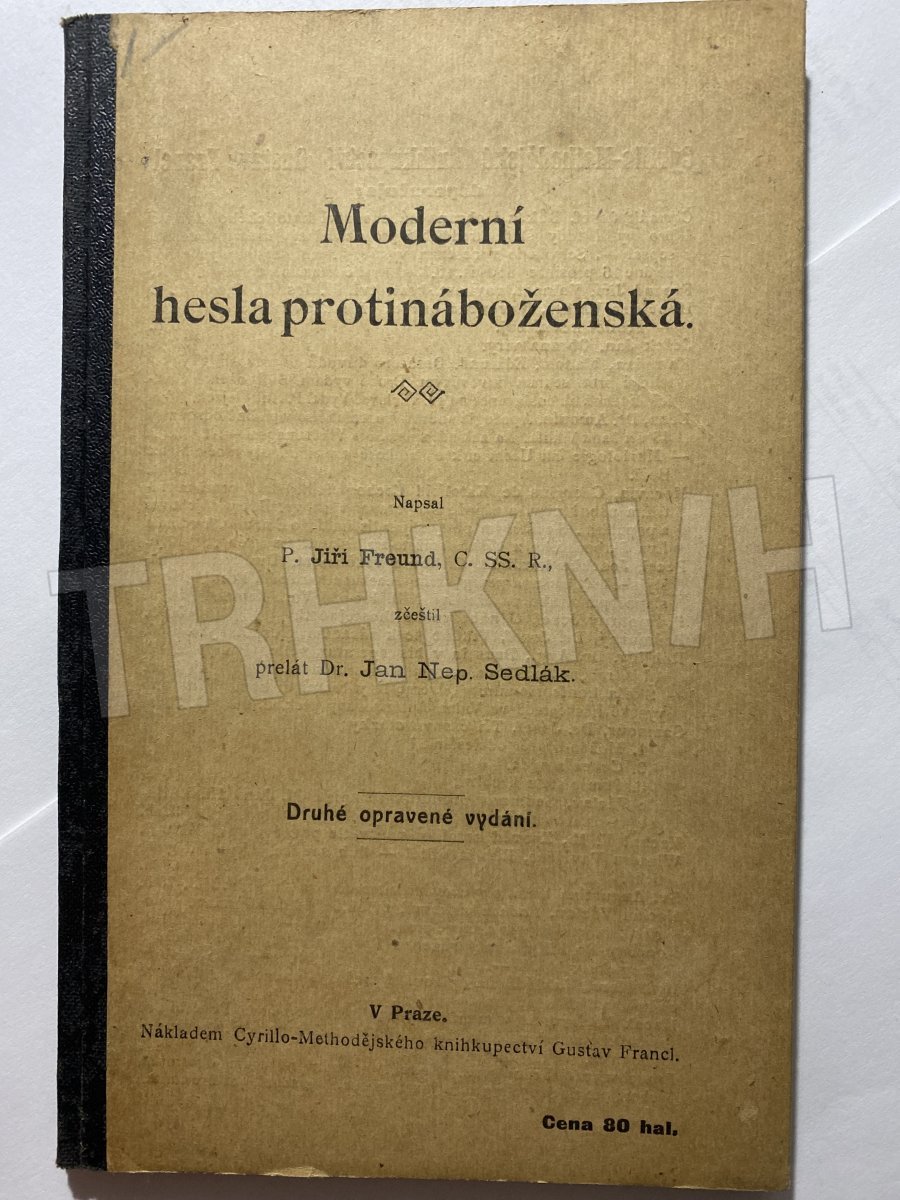 Moderní
hesla protináboženská.
Napsal
P. Jiří Freund, C. SS. R.,
zčeštil
prelát Dr. Jan Nep. Sedlák.
Druhé opravené vydání.
V Praze.
Nákladem Cyrillo-Methodějského knihkupectví Gustav Francl.
Cena 80 hal.
TRHKNIH